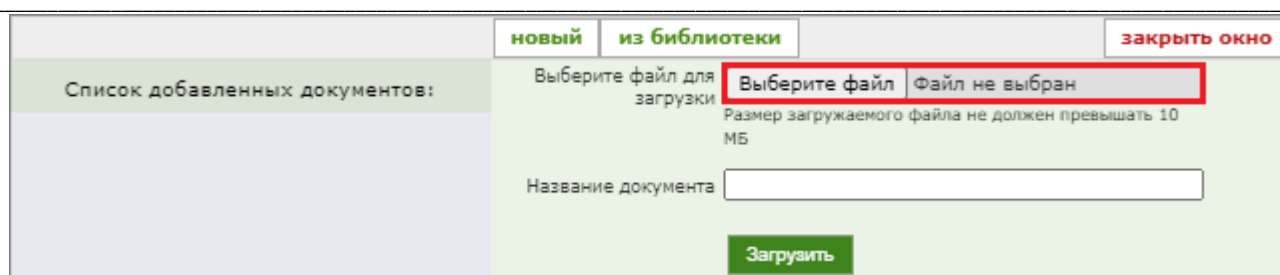 новый из библиотеки закрыть окно
Список добавленных документов:
Выберите файл для загрузки
Выберите файл Файл не выбран
Размер загружаемого файла не должен превышать 10
МБ
Название документа
Загрузить